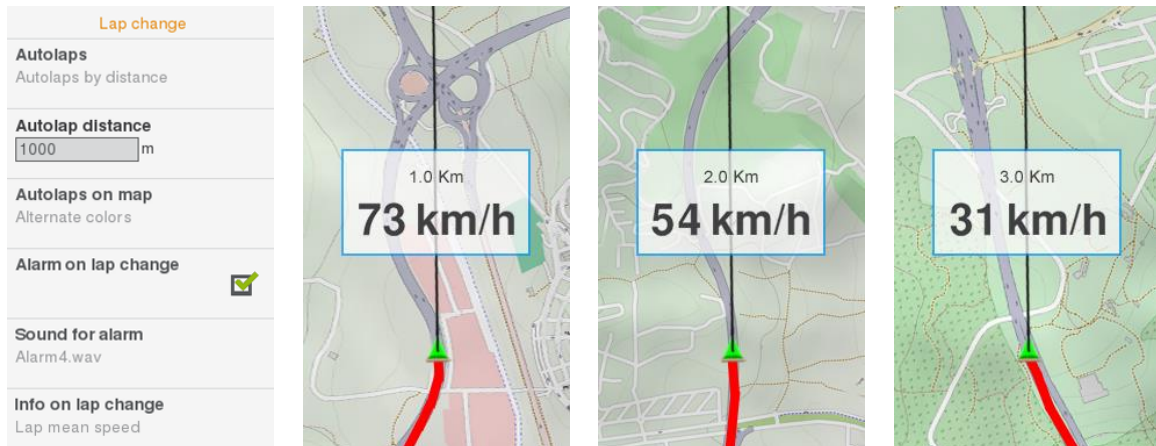 Lap change
Autolaps
Autolaps by distance
Autolap distance
1000 m
Autolaps on map
Alternate colors
Alarm on lap change
Sound for alarm
Alarm4.wav
Info on lap change
Lap mean speed
1.0 Km
73 km/h
2.0 Km
54 km/h
3.0 Km
31 km/h